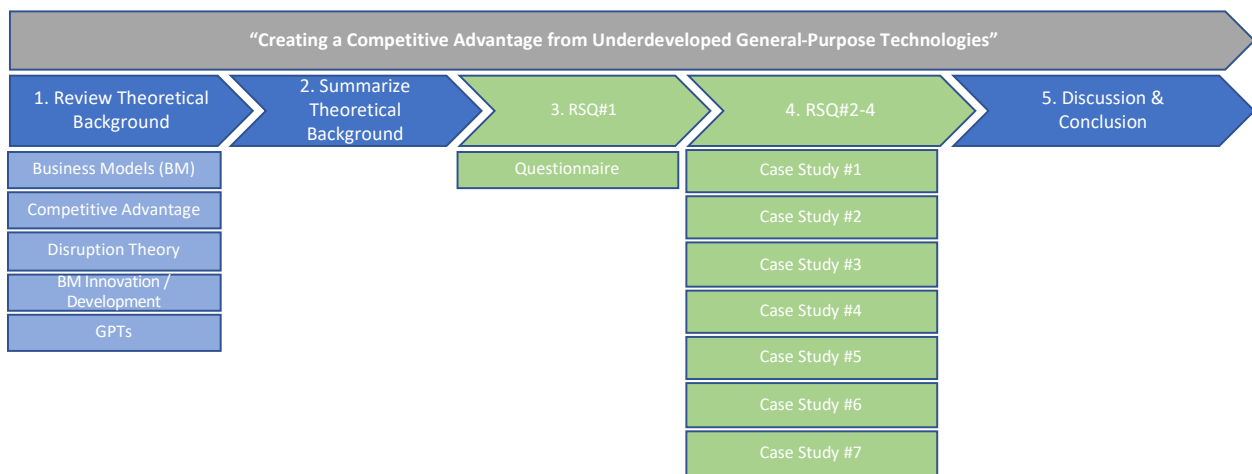 “Creating a Competitive Advantage from Underdeveloped General-Purpose Technologies”
1. Review Theoretical
Background
2. Summarize
Theoretical
Background
3. RSQ#1
4. RSQ#2-4
5. Discussion &
Conclusion
Business Models (BM)
Competitive Advantage
Disruption Theory
BM Innovation /
Development
GPTs
Questionnaire
Case Study #1
Case Study #2
Case Study #3
Case Study #4
Case Study #5
Case Study #6
Case Study #7